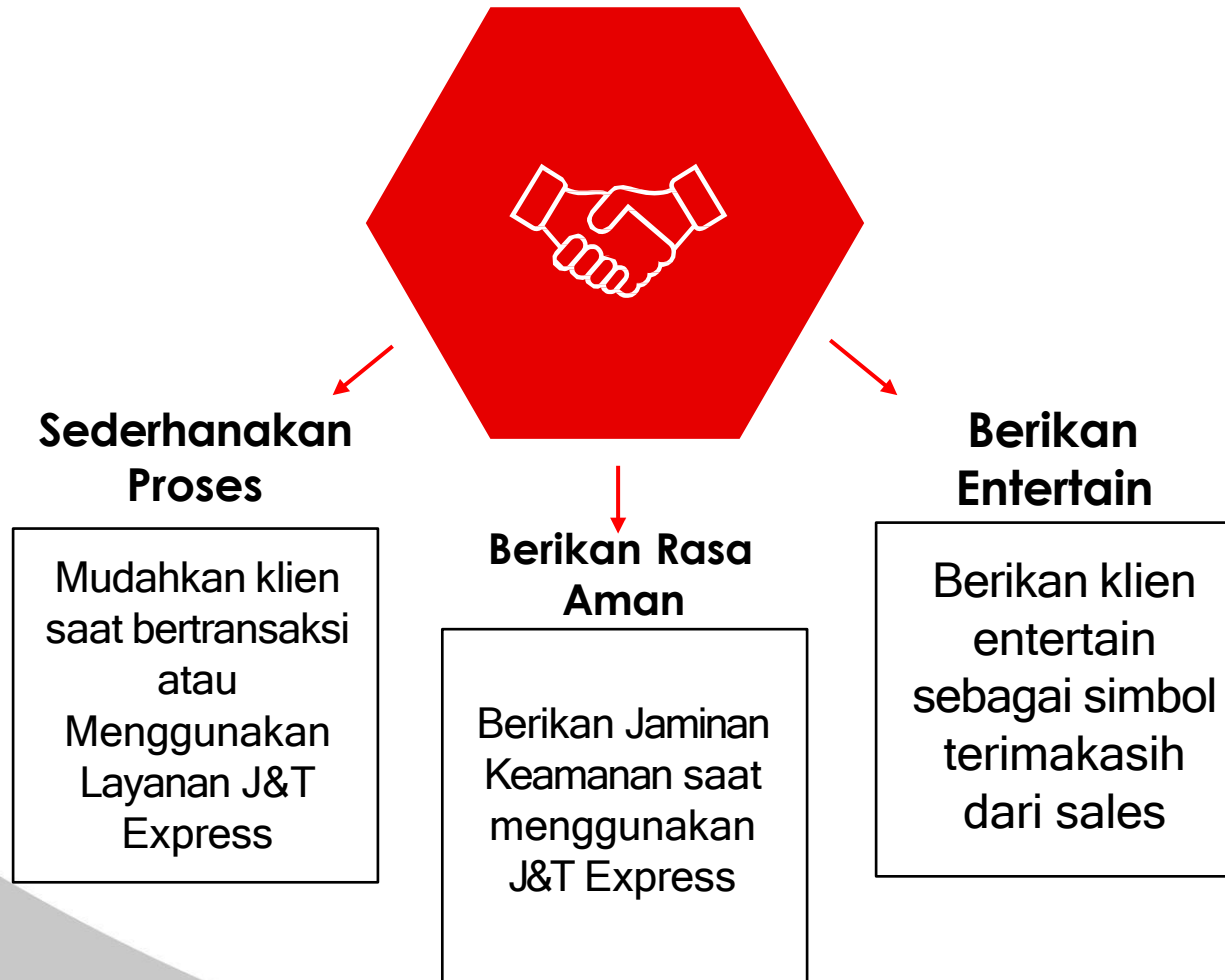 Sederhanakan
Proses
Mudahkan klien
saat bertransaksi
atau
Menggunakan
Layanan J&T
Express
Berikan Rasa
Aman
Berikan Jaminan
Keamanan saat
menggunakan
J&T Express
Berikan
Entertain
Berikan klien
entertain
sebagai simbol
terimakasih
dari sales